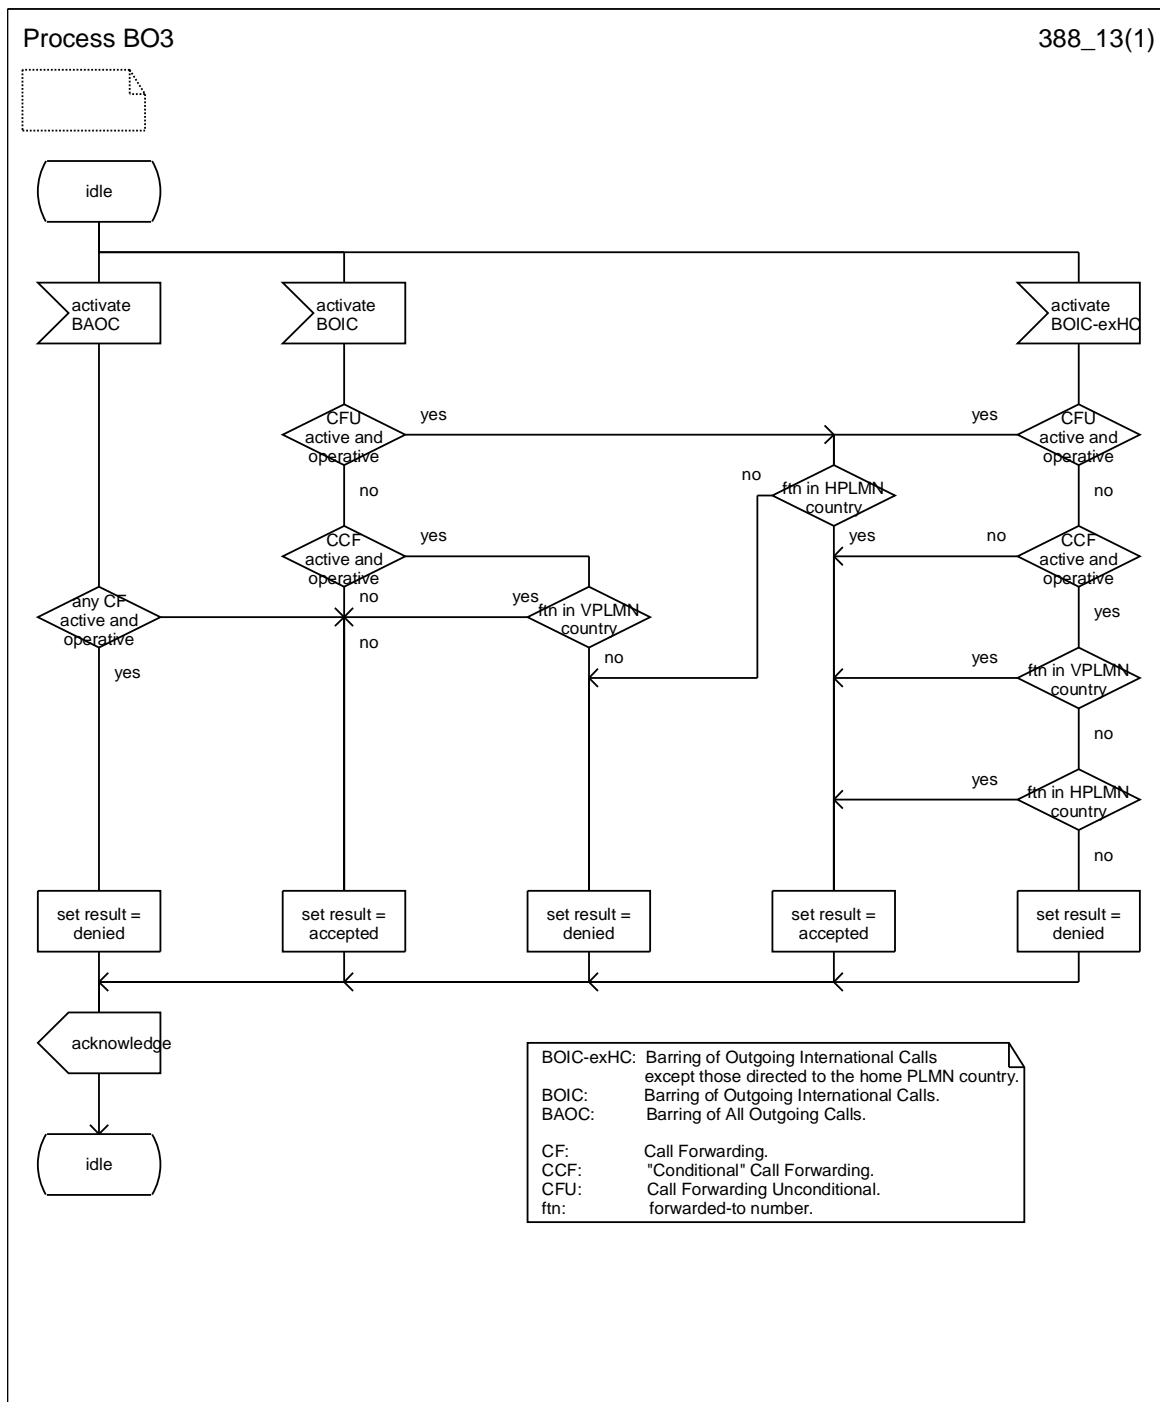 Process BO3
388_13(1)
idle
activate
BAOC
activate
BOIC
activate
BOIC-exHC
CFU
active and
operative
yes
yes
CFU
active and
operative
no
no
ftn in HPLMN
country
no
yes
CCF
active and
operative
yes
no
no
CCF
active and
operative
yes
any CF
active and
operative
no
yes
yes
ftn in VPLMN
country
no
yes
ftn in VPLMN
country
no
yes
ftn in HPLMN
country
no
set result =
denied
set result =
accepted
set result =
denied
set result =
accepted
set result =
denied
acknowledge
idle
BOIC-exHC: Barring of Outgoing International Calls
except those directed to the home PLMN country.
BOIC: Barring of Outgoing International Calls.
BAOC: Barring of All Outgoing Calls.
CF: Call Forwarding.
CCF: "Conditional" Call Forwarding.
CFU: Call Forwarding Unconditional.
ftn: forwarded-to number.